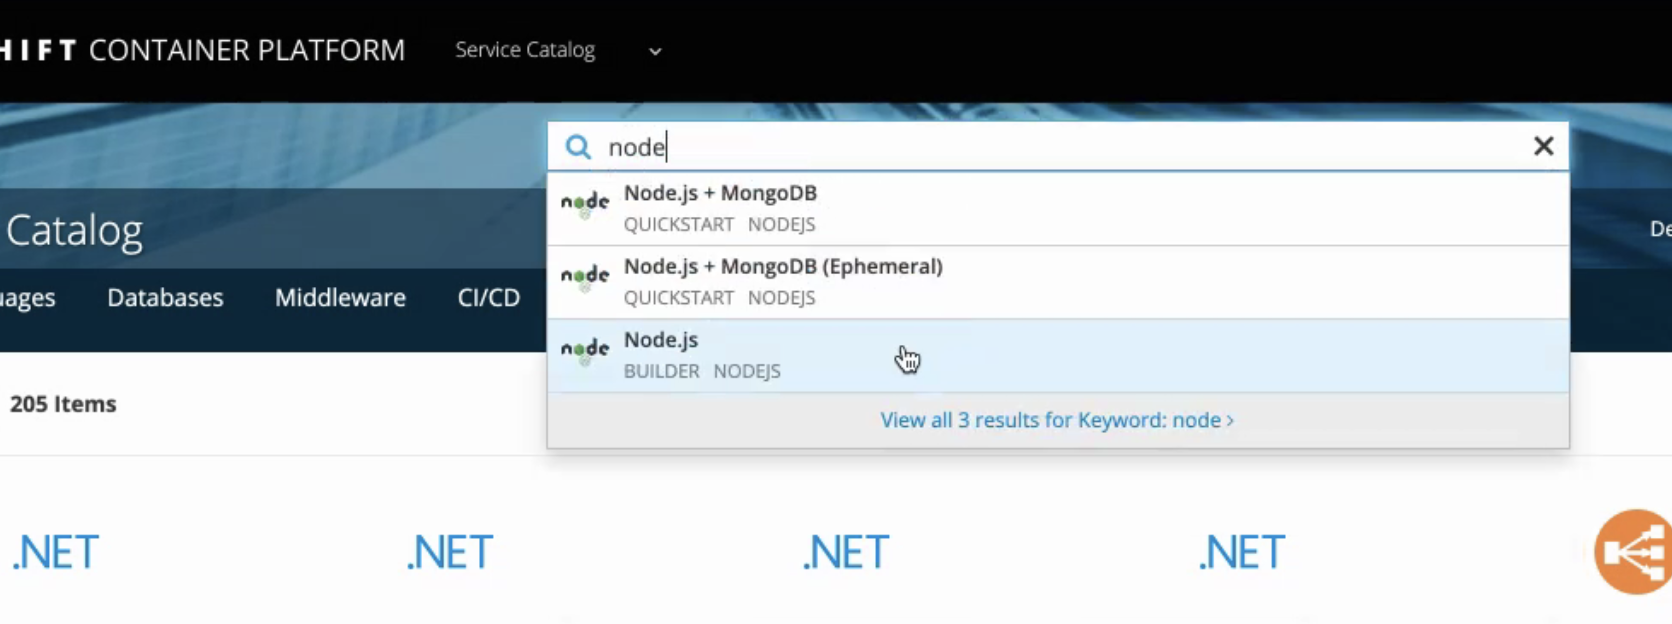 HIFT CONTAINER PLATFORM Service Catalog
node
node Node.js + MongoDB
QUICKSTART NODEJS
Catalog
De
node Node.js + MongoDB (Ephemeral)
QUICKSTART NODEJS
uages Databases Middleware CI/CD
node Node.js
BUILDER NODEJS
205 Items
View all 3 results for Keyword: node >
.NET .NET .NET .NET